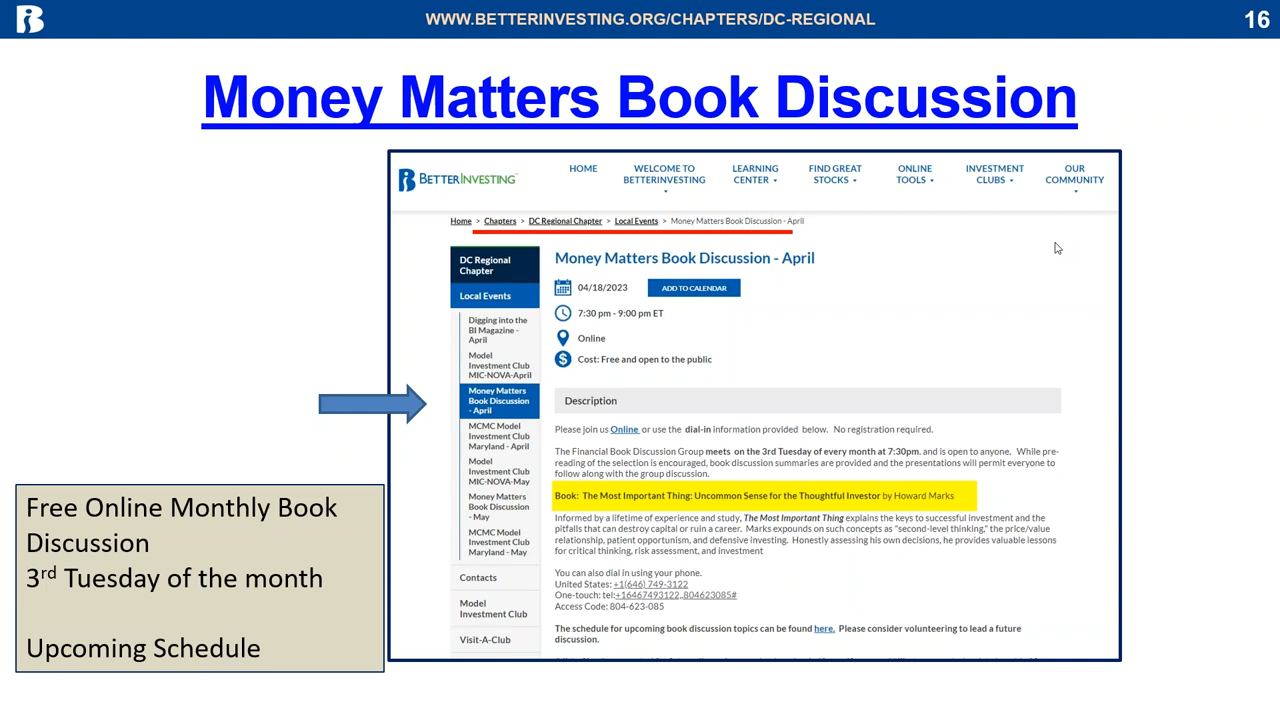 WWW.BETTERINVESTING.ORG/CHAPTERS/DC-REGIONAL
16
Money Matters Book Discussion
BETTERINVESTING™
HOME
WELCOME TO
BETTERINVESTING
LEARNING
CENTER
FIND GREAT
STOCKS
ONLINE
TOOLS
INVESTMENT
CLUBS
OUR
COMMUNITY
Home > Chapters > DC Regional Chapter > Local Events > Money Matters Book Discussion - April
DC Regional
Chapter
Local Events
Digging into the
BI Magazine -
April
Model
Investment Club
MIC-NOVA-April
Money Matters
Book Discussion
- April
MCMC Model
Investment Club
Maryland - April
Model
Investment Club
MIC-NOVA-May
Money Matters
Book Discussion
- May
MCMC Model
Investment Club
Maryland - May
Contacts
Model
Investment Club
Visit-A-Club
Money Matters Book Discussion - April
04/18/2023
ADD TO CALENDAR
7:30 pm - 9:00 pm ET
Online
Cost: Free and open to the public
Description
Please join us Online or use the dial-in information provided below. No registration required.
The Financial Book Discussion Group meets on the 3rd Tuesday of every month at 7:30pm. and is open to anyone. While pre-
reading of the selection is encouraged, book discussion summaries are provided and the presentations will permit everyone to
follow along with the group discussion.
Book: The Most Important Thing: Uncommon Sense for the Thoughtful Investor by Howard Marks
Informed by a lifetime of experience and study, The Most Important Thing explains the keys to successful investment and the
pitfalls that can destroy capital or ruin a career. Marks expounds on such concepts as "second-level thinking," the price/value
relationship, patient opportunism, and defensive investing. Honestly assessing his own decisions, he provides valuable lessons
for critical thinking, risk assessment, and investment
You can also dial in using your phone.
United States: +1(646) 749-3122
One-touch: tel:+16467493122,,804623085#
Access Code: 804-623-085
The schedule for upcoming book discussion topics can be found here. Please consider volunteering to lead a future
discussion.
Free Online Monthly Book
Discussion
3rd Tuesday of the month
Upcoming Schedule